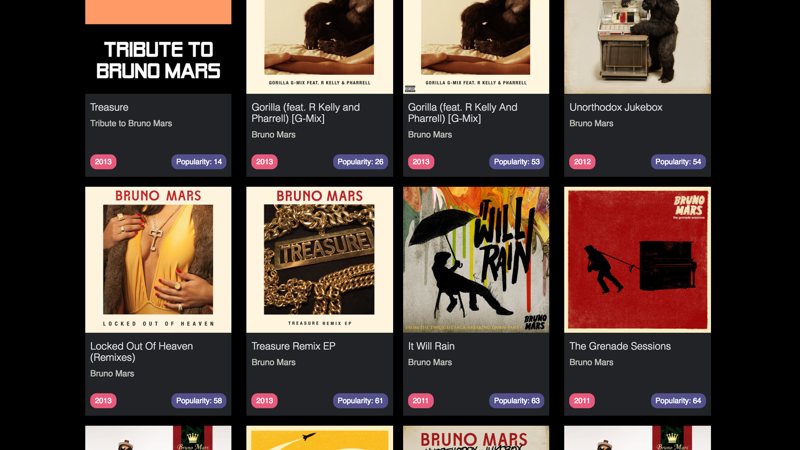 TRIBUTE TO
BRUNO MARS
GORILLA G-MIX FEAT. R KELLY & PHARRELL
GORILLA G-MIX FEAT. R KELLY & PHARRELL
Treasure
Tribute to Bruno Mars
2013
Popularity: 14
Gorilla (feat. R Kelly and
Pharrell) [G-Mix]
Bruno Mars
2013
Popularity: 26
Gorilla (feat. R Kelly And
Pharrell) [G-Mix]
Bruno Mars
2013
Popularity: 53
Unorthodox Jukebox
Bruno Mars
2012
Popularity: 54
BRUNO MARS
LOCKED OUT OF HEAVEN
BRUNO MARS
TREASURE
TREASURE REMIX EP
IT WILL
RAIN
BRUNO
MARS
BRUNO
MARS
the grenade sessions
Locked Out Of Heaven
(Remixes)
Bruno Mars
2013
Popularity: 58
Treasure Remix EP
Bruno Mars
2013
Popularity: 61
It Will Rain
Bruno Mars
2011
Popularity: 63
The Grenade Sessions
Bruno Mars
2011
Popularity: 64
Bruno Mars
BRUNO MARS
Bruno Mars